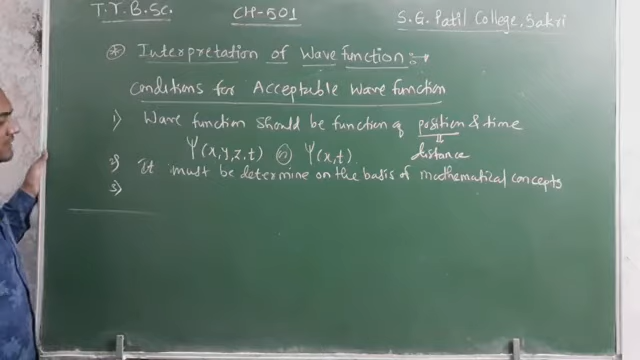 T.Y.B.Sc. CH-501 S.G. Patil College, Sakri
* Interpretation of Wave function :→
Conditions for Acceptable Wave function
1) Wave function should be function of position & time
Ψ(x,y,z,t) Ψ(x,t) distance
2) it must be determine on the basis of mathematical concepts
3)